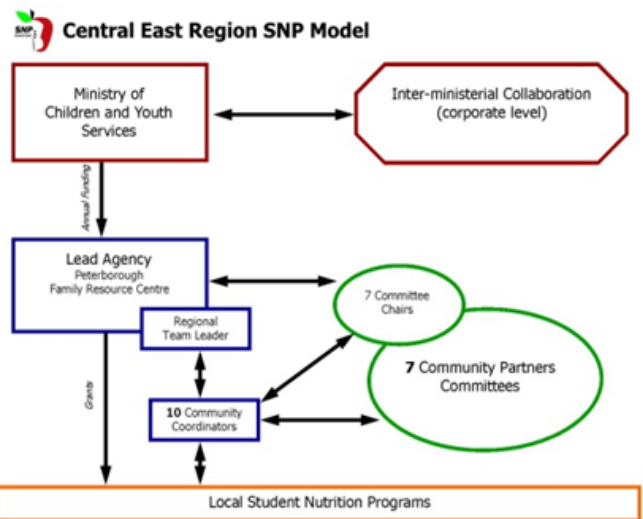 SNP
Central East Region SNP Model
Ministry of
Children and Youth
Services
Inter-ministerial Collaboration
(corporate level)
Annual Funding
Lead Agency
Peterborough
Family Resource Centre
Regional
Team Leader
7 Committee
Chairs
7 Community Partners
Committees
Grants
10 Community
Coordinators
Local Student Nutrition Programs